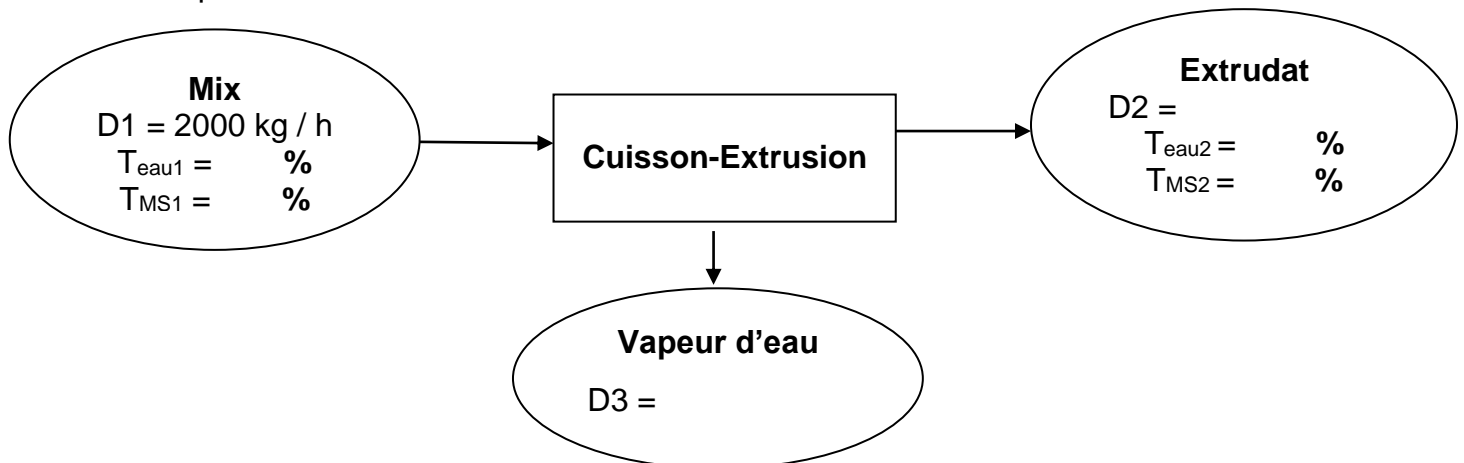 Mix
D1 = 2000 kg / h
Teau1 = %
TMS1 = %
Cuisson-Extrusion
Extrudat
D2 =
Teau2 = %
TMS2 = %
Vapeur d'eau
D3 =